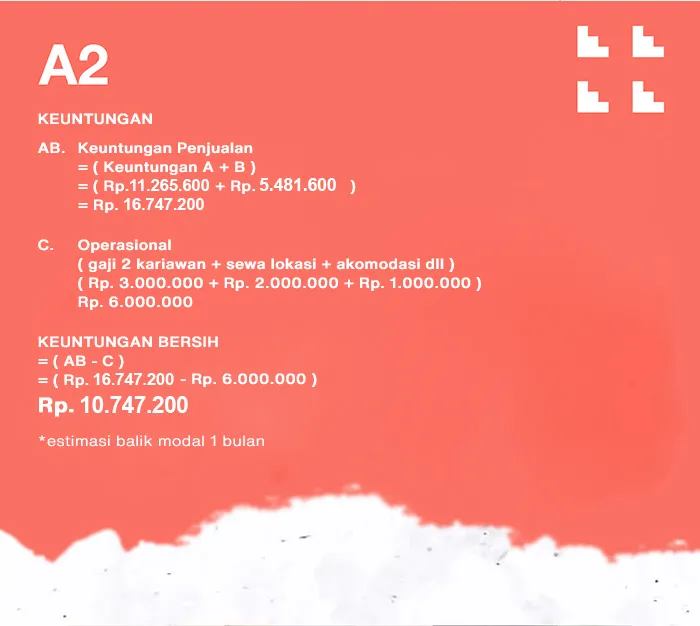 A2
KEUNTUNGAN
AB. Keuntungan Penjualan
= ( Keuntungan A + B )
= ( Rp.11.265.600 + Rp. 5.481.600 )
= Rp. 16.747.200
C. Operasional
( gaji 2 kariawan + sewa lokasi + akomodasi dll )
( Rp. 3.000.000 + Rp. 2.000.000 + Rp. 1.000.000 )
Rp. 6.000.000
KEUNTUNGAN BERSIH
= ( AB - C )
= ( Rp. 16.747.200 - Rp. 6.000.000 )
Rp. 10.747.200
*estimasi balik modal 1 bulan